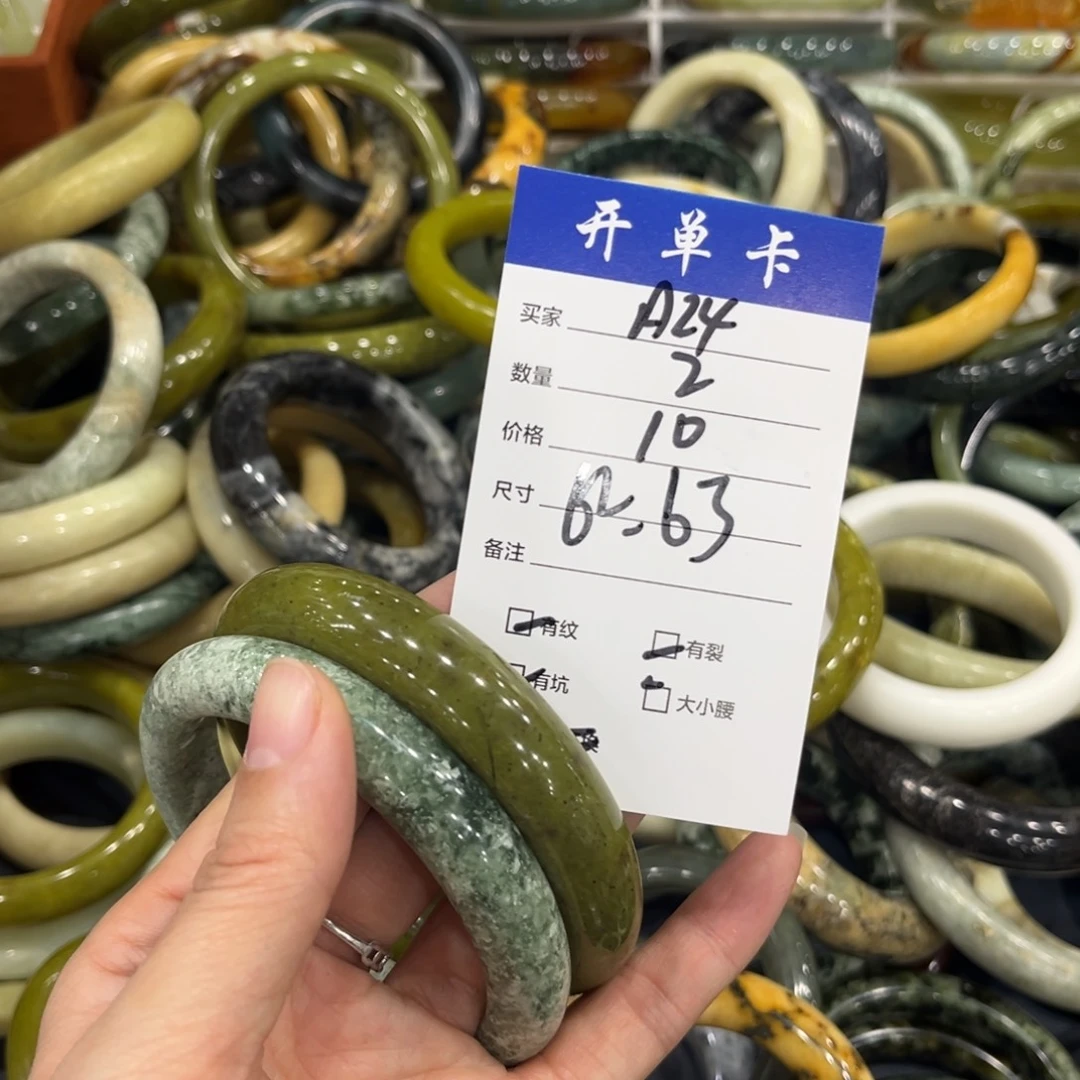 开单卡
买家 A24
数量 2
价格 10
尺寸 62.63
备注
有纹 有裂
有坑 大小腰
换